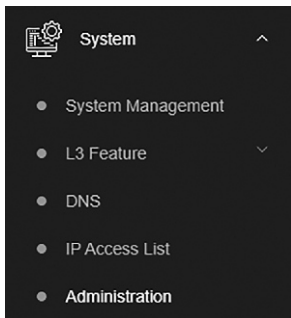 System
System Management
L3 Feature
DNS
IP Access List
Administration